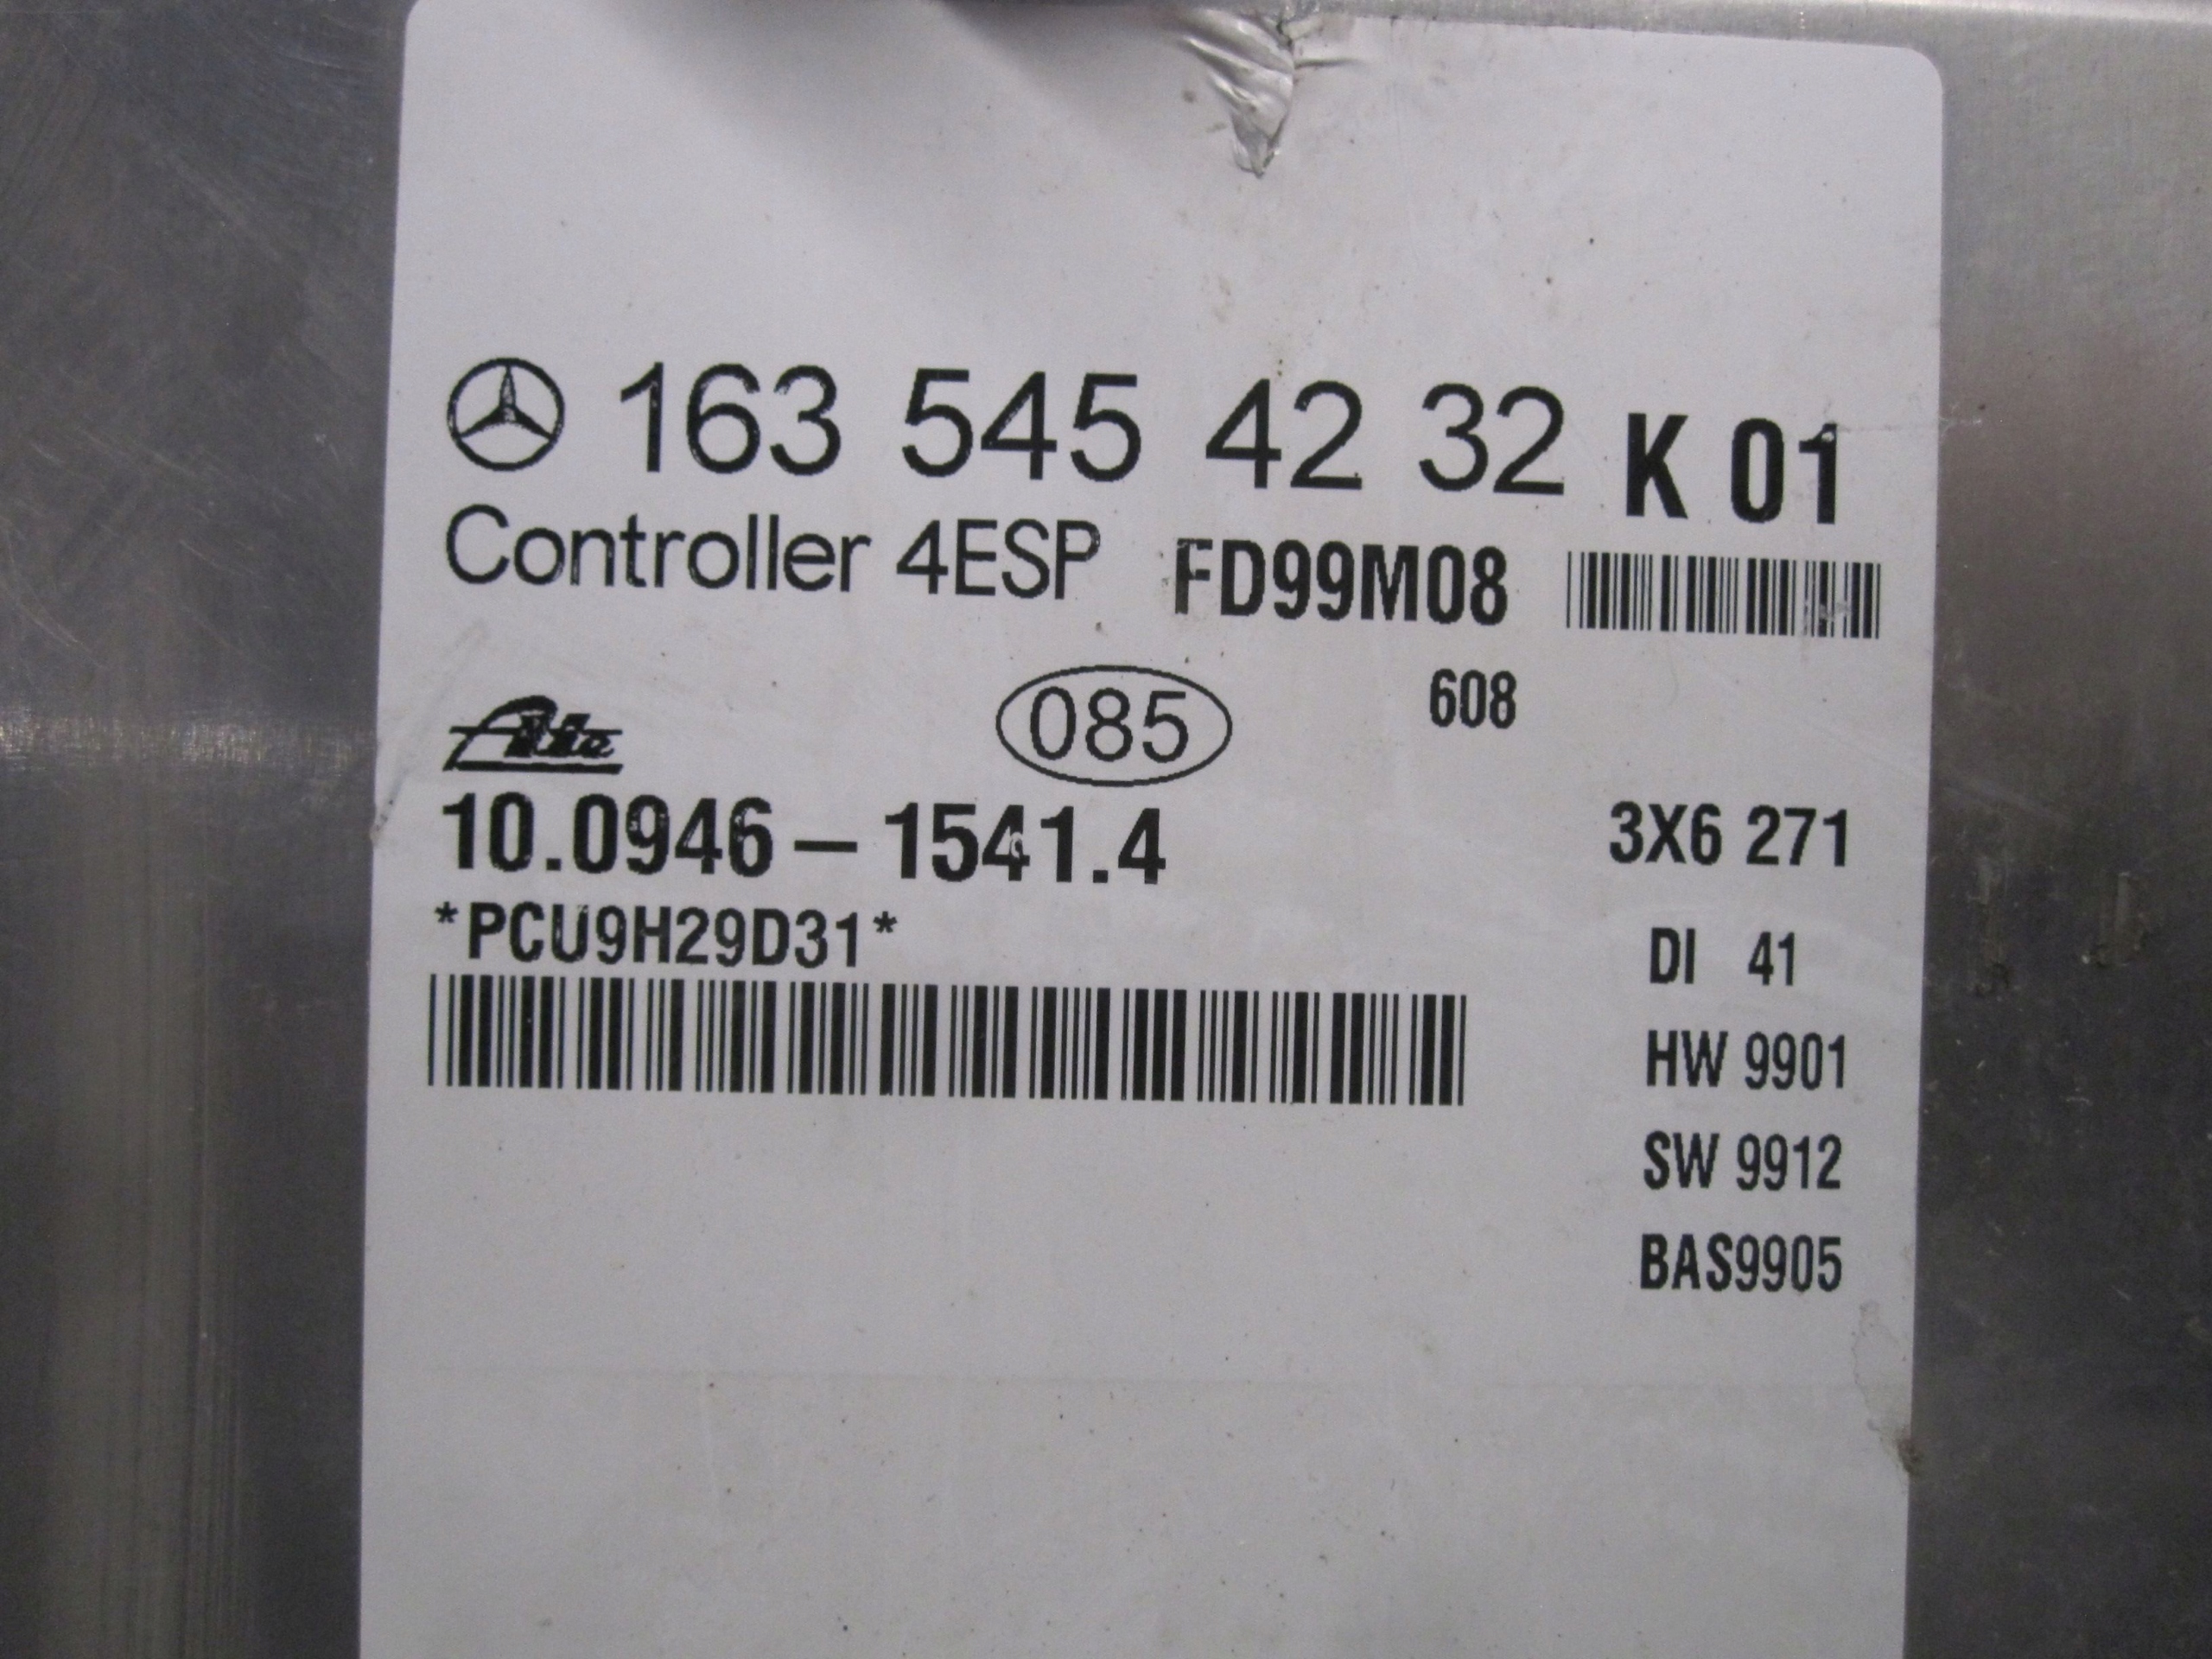 163 545 42 32 K 01
Controller 4ESP FD99M08
Ate 085 608
10.0946-1541.4 3X6 271
*PCU9H29D31*
DI 41
HW 9901
SW 9912
BAS9905